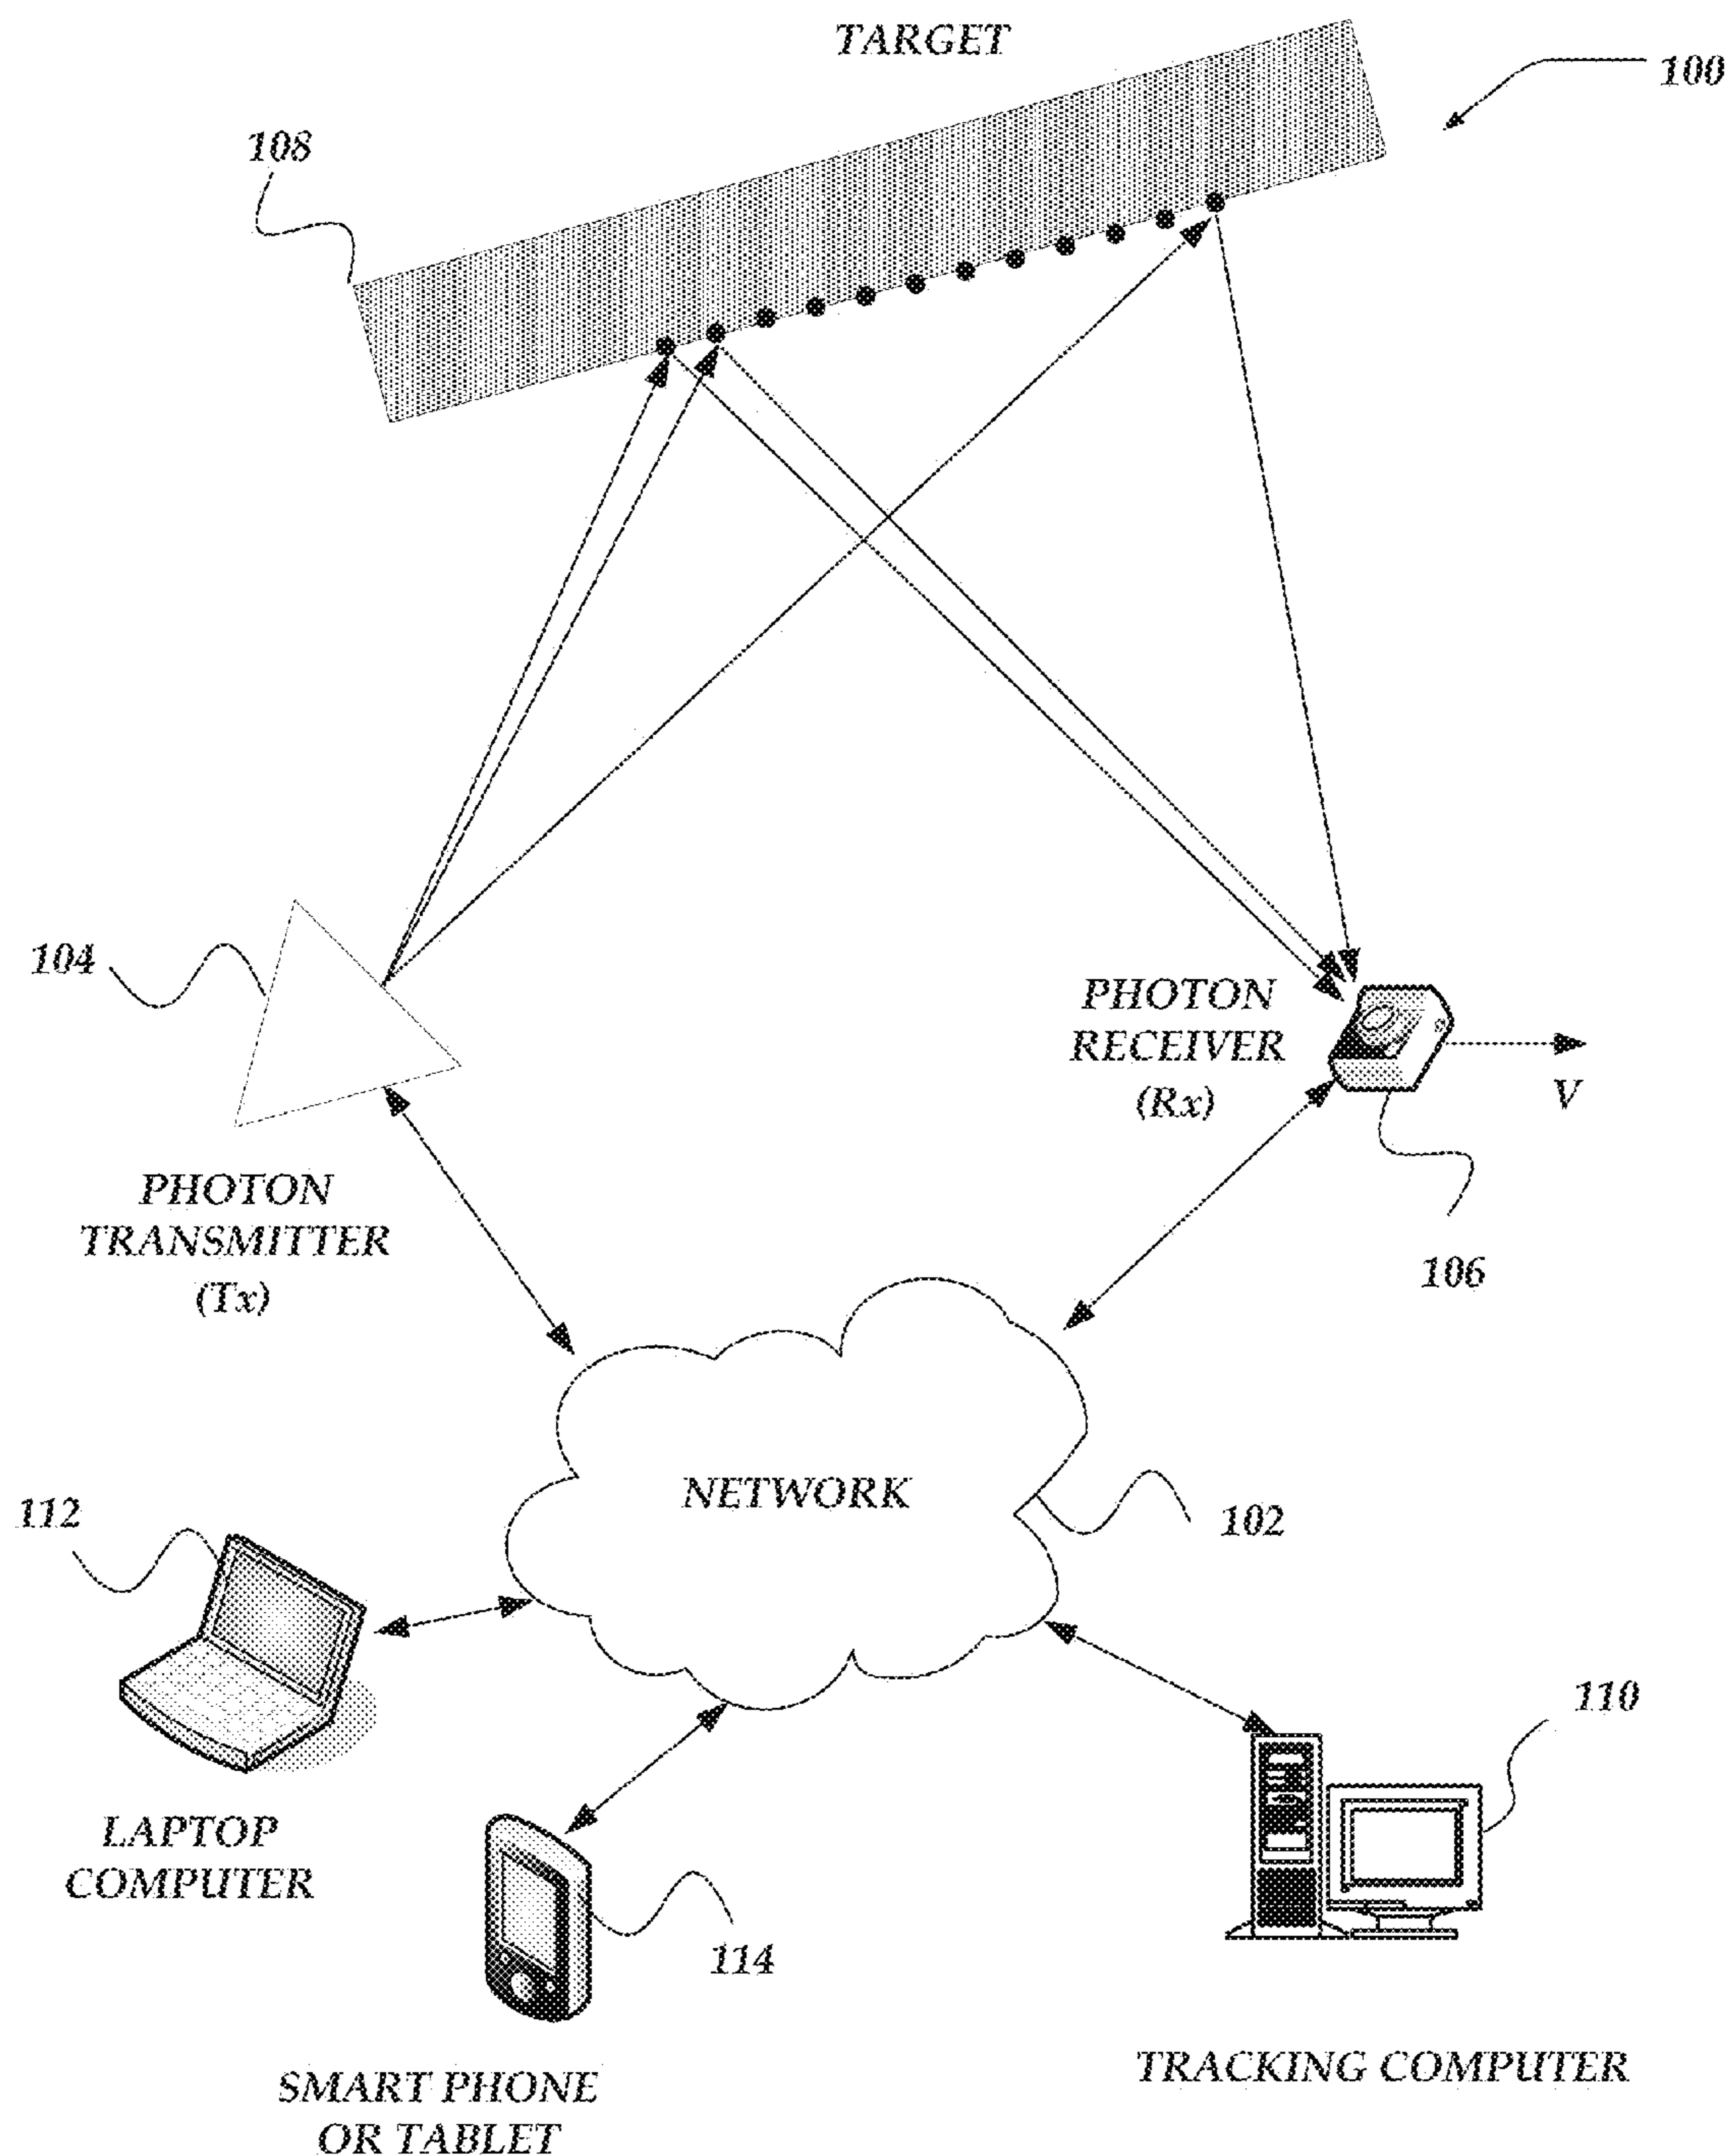 TARGET
100
108
104
PHOTON
RECEIVER
(Rx)
V
PHOTON
TRANSMITTER
(Tx)
106
NETWORK
112
102
110
LAPTOP
COMPUTER
114
TRACKING COMPUTER
SMART PHONE
OR TABLET